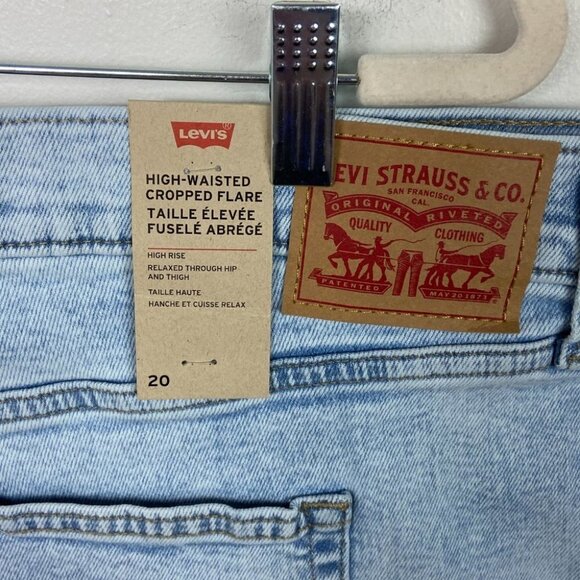 Levi's
HIGH-WAISTED
CROPPED FLARE
TAILLE ÉLEVÉE
FUSELÉ ABRÉGÉ
HIGH RISE
RELAXED THROUGH HIP
AND THIGH
TAILLE HAUTE
HANCHE ET CUISSE RELAX
20
EVI STRAUSS & CO.
SAN FRANCISCO
CAL.
ORIGINAL RIVETED
QUALITY CLOTHING
PATENTED MAY 20 1873